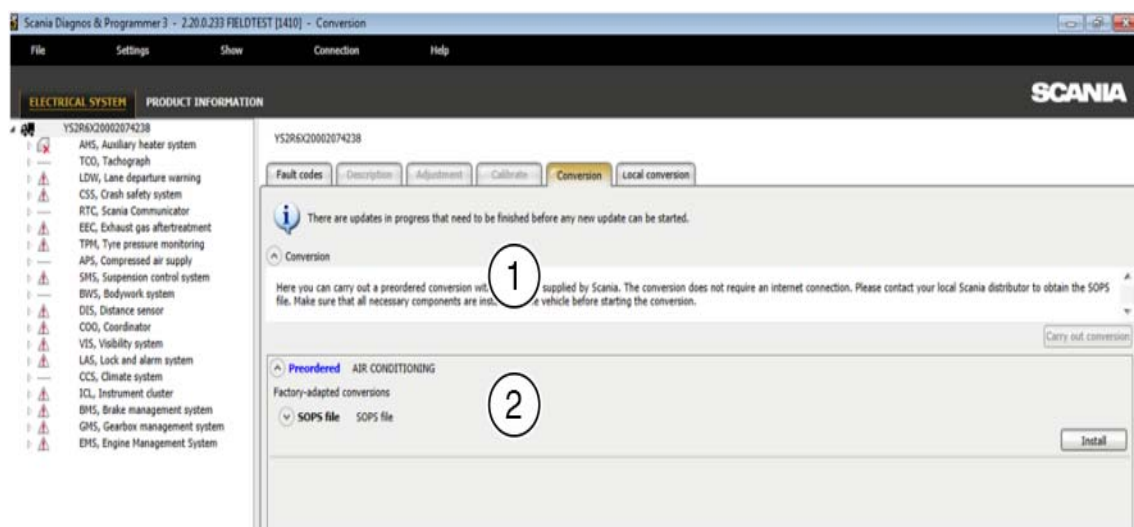 Scania Diagnos & Programmer 3 - 2.20.0.233 FIELDTEST [1410] - Conversion
File Settings Show Connection Help
SCANIA
ELECTRICAL SYSTEM PRODUCT INFORMATION
YS2R6X20002074238
AHS, Auxiliary heater system
TCO, Tachograph
LDW, Lane departure warning
CSS, Crash safety system
RTC, Scania Communicator
EEC, Exhaust gas aftertreatment
TPM, Tyre pressure monitoring
APS, Compressed air supply
SMS, Suspension control system
BWS, Bodywork system
DIS, Distance sensor
COO, Coordinator
VIS, Visibility system
LAS, Lock and alarm system
CCS, Climate system
ICL, Instrument cluster
BMS, Brake management system
GMS, Gearbox management system
EMS, Engine Management System
YS2R6X20002074238
Fault codes Description Adjustment Calibrate Conversion Local conversion
There are updates in progress that need to be finished before any new update can be started.
Conversion
1
Here you can carry out a preordered conversion wit supplied by Scania. The conversion does not require an internet connection. Please contact your local Scania distributor to obtain the SOPS
file. Make sure that all necessary components are inst e vehicle before starting the conversion.
Carry out conversion
Preordered AIR CONDITIONING
Factory-adapted conversions
2
SOPS file SOPS file
Install